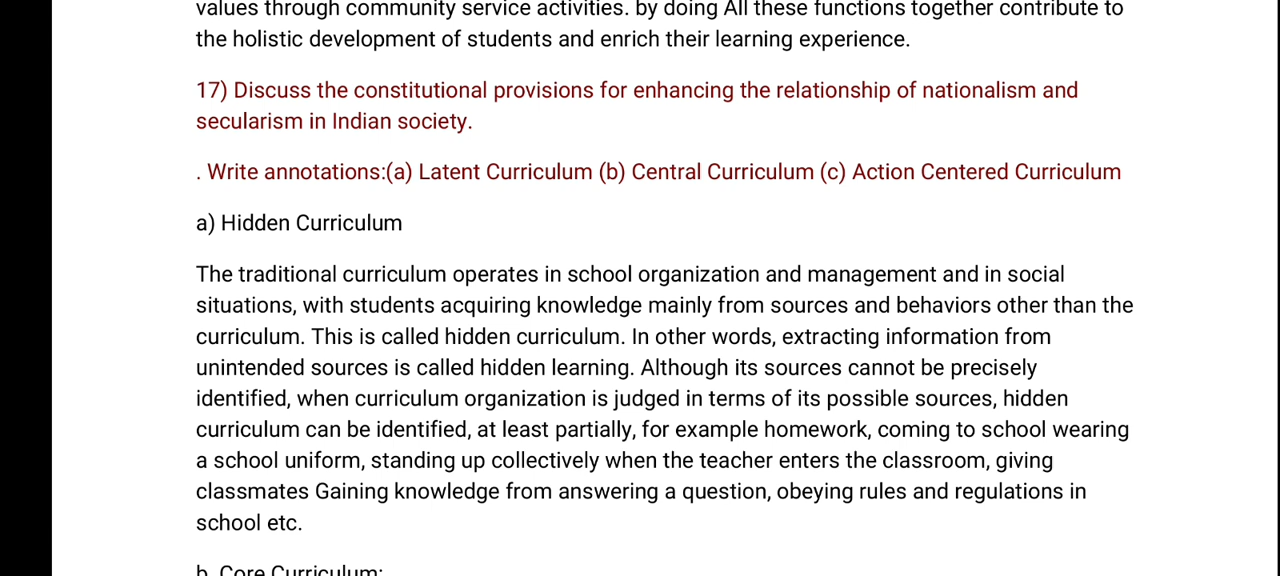 values through community service activities. by doing All these functions together contribute to
the holistic development of students and enrich their learning experience.
17) Discuss the constitutional provisions for enhancing the relationship of nationalism and
secularism in Indian society.
. Write annotations:(a) Latent Curriculum (b) Central Curriculum (c) Action Centered Curriculum
a) Hidden Curriculum
The traditional curriculum operates in school organization and management and in social
situations, with students acquiring knowledge mainly from sources and behaviors other than the
curriculum. This is called hidden curriculum. In other words, extracting information from
unintended sources is called hidden learning. Although its sources cannot be precisely
identified, when curriculum organization is judged in terms of its possible sources, hidden
curriculum can be identified, at least partially, for example homework, coming to school wearing
a school uniform, standing up collectively when the teacher enters the classroom, giving
classmates Gaining knowledge from answering a question, obeying rules and regulations in
school etc.
b. Core Curriculum: